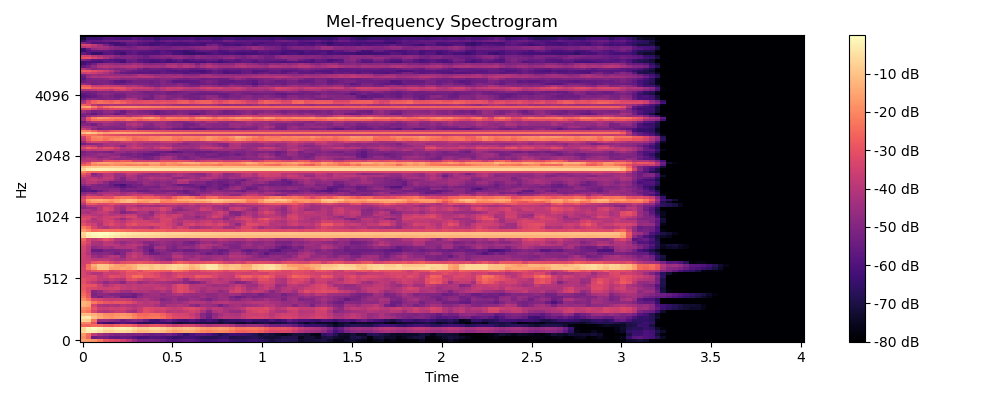 Mel-frequency Spectrogram
4096
2048
1024
512
0
Hz
0
0.5
1
1.5
2
2.5
3
3.5
4
Time
-10 dB
-20 dB
-30 dB
-40 dB
-50 dB
-60 dB
-70 dB
-80 dB